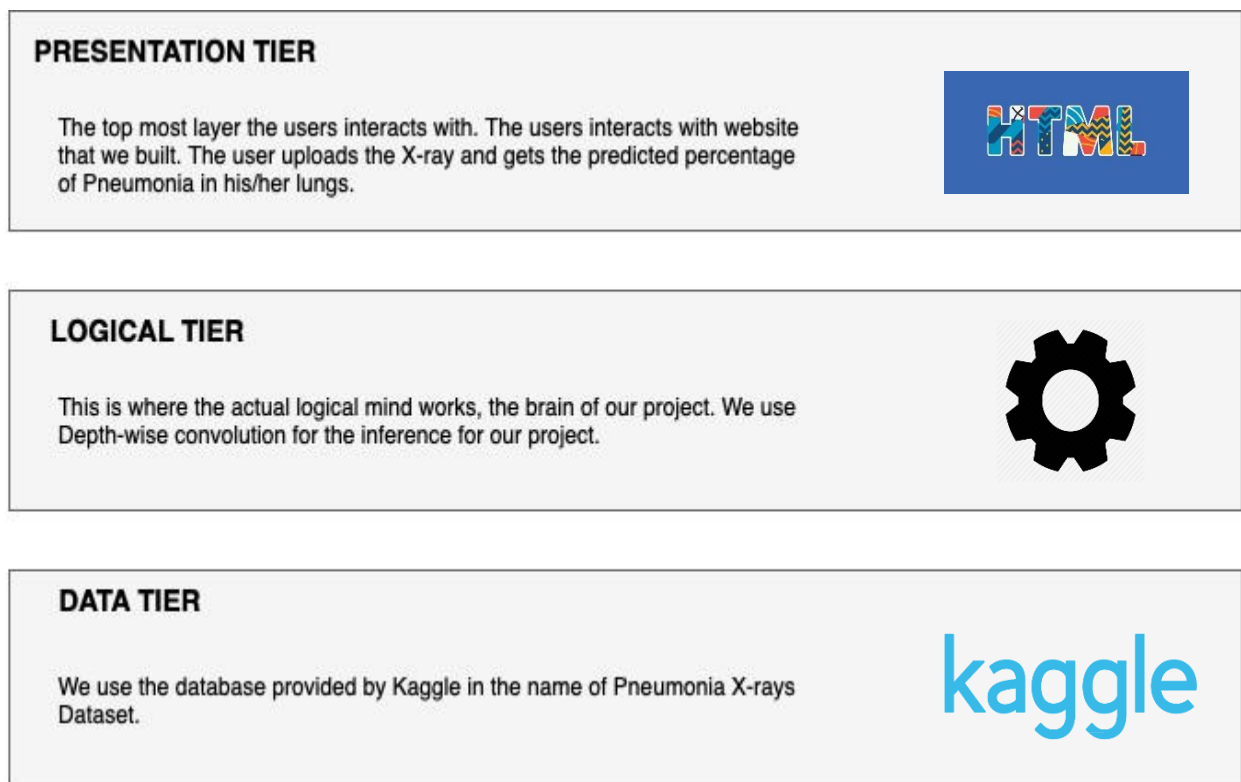 PRESENTATION TIER
The top most layer the users interacts with. The users interacts with website
that we built. The user uploads the X-ray and gets the predicted percentage
of Pneumonia in his/her lungs.
HTML
LOGICAL TIER
This is where the actual logical mind works, the brain of our project. We use
Depth-wise convolution for the inference for our project.
DATA TIER
We use the database provided by Kaggle in the name of Pneumonia X-rays
Dataset.
kaggle